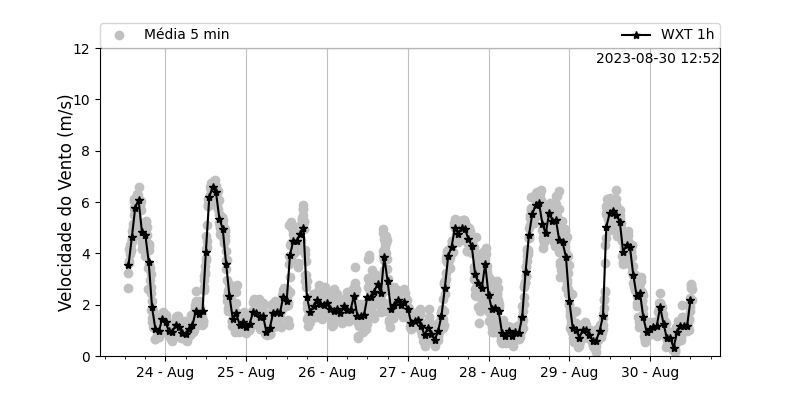 Média 5 min
WXT 1h
2023-08-30 12:52
Velocidade do Vento (m/s)
12
10
8
6
4
2
0
24 - Aug
25 - Aug
26 - Aug
27 - Aug
28 - Aug
29 - Aug
30 - Aug